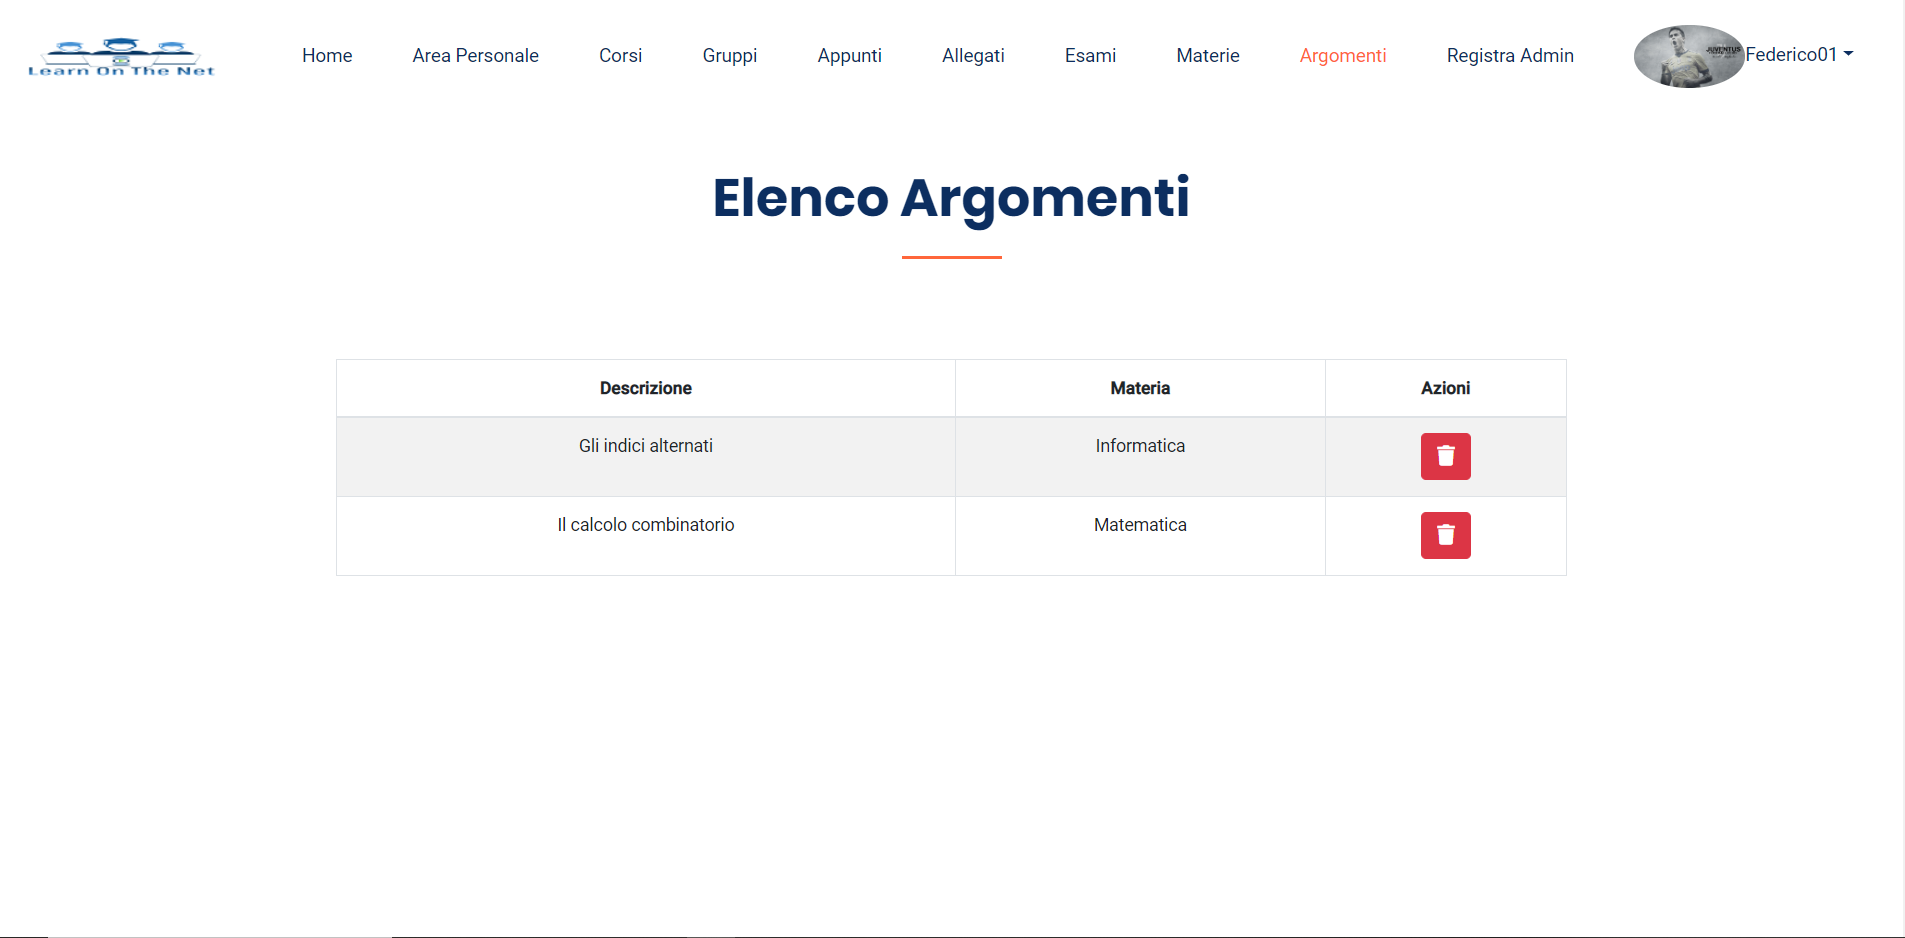 Learn On The Net
Home Area Personale Corsi Gruppi Appunti Allegati Esami Materie Argomenti Registra Admin JUVENTUS Federico01
Elenco Argomenti
Descrizione Materia Azioni
Gli indici alternati Informatica
Il calcolo combinatorio Matematica